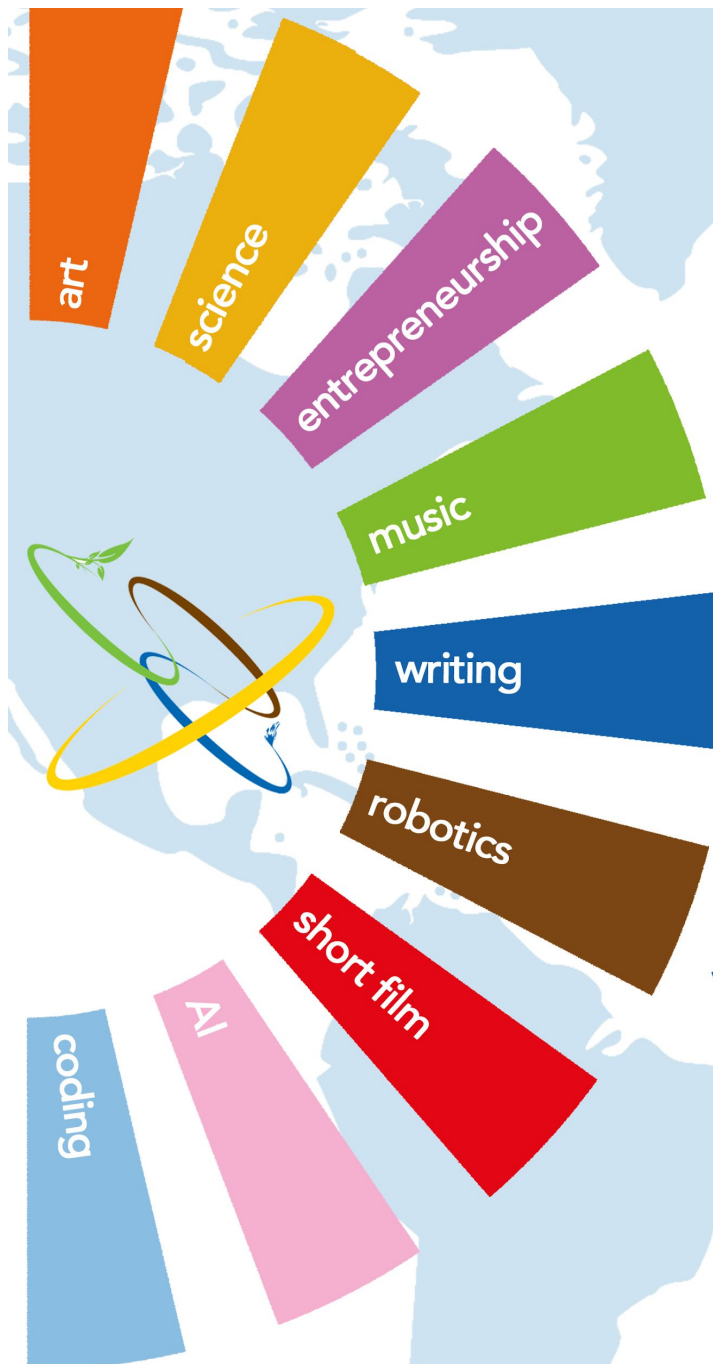 art
science
entrepreneurship
music
writing
robotics
short film
AI
coding